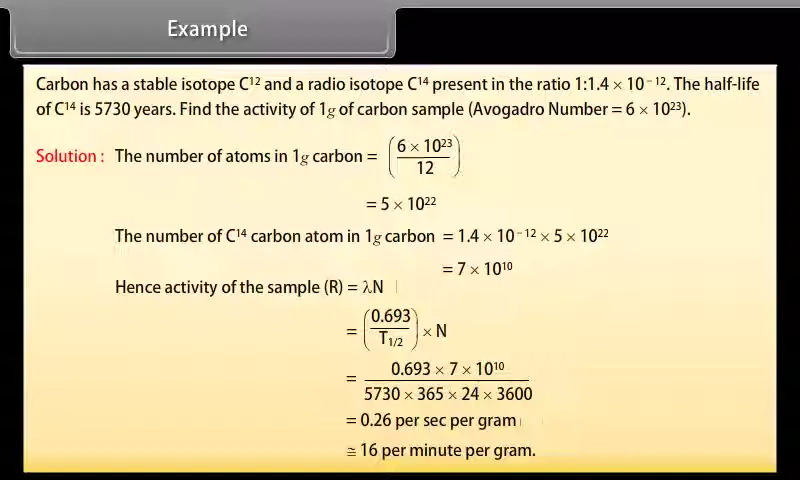 Example
Carbon has a stable isotope C¹² and a radio isotope C¹⁴ present in the ratio 1:1.4 × 10⁻¹². The half-life
of C¹⁴ is 5730 years. Find the activity of 1g of carbon sample (Avogadro Number = 6 × 10²³).
Solution : The number of atoms in 1g carbon = (6 × 10²³ / 12)
= 5 × 10²²
The number of C¹⁴ carbon atom in 1g carbon = 1.4 × 10⁻¹² × 5 × 10²²
= 7 × 10¹⁰
Hence activity of the sample (R) = λN
= (0.693 / T₁/₂) × N
= 0.693 × 7 × 10¹⁰ / 5730 × 365 × 24 × 3600
= 0.26 per sec per gram
≅ 16 per minute per gram.